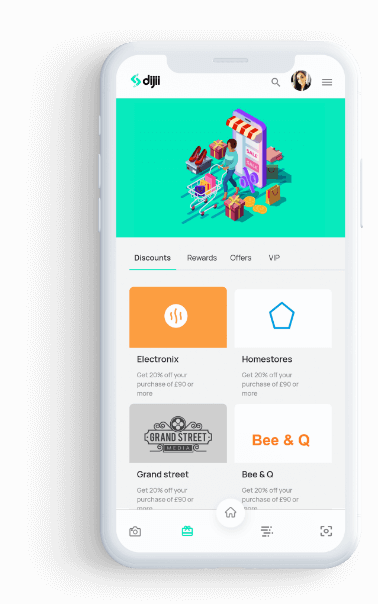 dijii
SALE
Discounts Rewards Offers VIP
Electronix
Get 20% off your
purchase of £90 or
more
Homestores
Get 20% off your
purchase of £90 or
more
GRAND STREET
MEDIA
Grand street
Get 20% off your
purchase of £90 or
more
Bee & Q
Bee & Q
Get 20% off your
purchase of £90 or
more